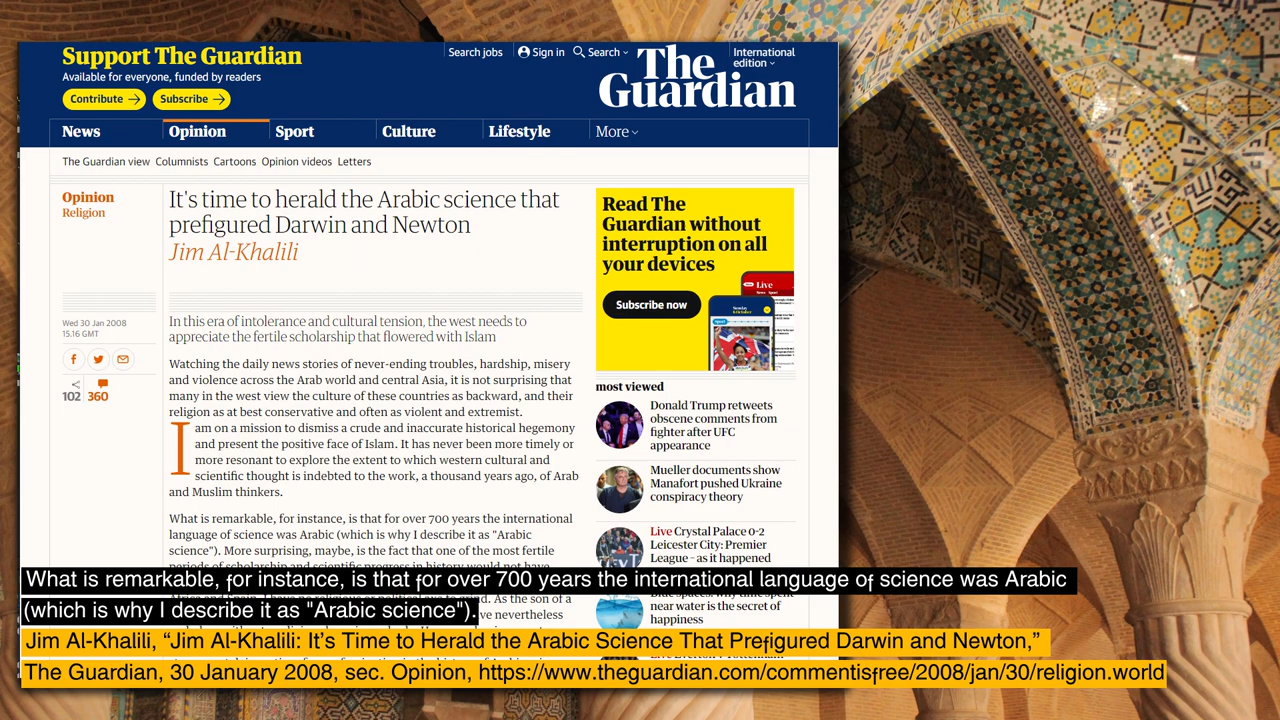 Support The Guardian
Available for everyone, funded by readers
Contribute → Subscribe →
Search jobs Sign in Search International edition
The Guardian
News Opinion Sport Culture Lifestyle More
The Guardian view Columnists Cartoons Opinion videos Letters
Opinion
Religion
It's time to herald the Arabic science that
prefigured Darwin and Newton
Jim Al-Khalili
Wed 30 Jan 2008
15.16 GMT
102 360
In this era of intolerance and cultural tension, the west needs to
appreciate the fertile scholarship that flowered with Islam
Watching the daily news stories of never-ending troubles, hardship, misery
and violence across the Arab world and central Asia, it is not surprising that
many in the west view the culture of these countries as backward, and their
religion as at best conservative and often as violent and extremist.
I am on a mission to dismiss a crude and inaccurate historical hegemony
and present the positive face of Islam. It has never been more timely or
more resonant to explore the extent to which western cultural and
scientific thought is indebted to the work, a thousand years ago, of Arab
and Muslim thinkers.
What is remarkable, for instance, is that for over 700 years the international
language of science was Arabic (which is why I describe it as "Arabic
science"). More surprising, maybe, is the fact that one of the most fertile
Read The
Guardian without
interruption on all
your devices
Subscribe now
Live
most viewed
Donald Trump retweets
obscene comments from
fighter after UFC
appearance
Mueller documents show
Manafort pushed Ukraine
conspiracy theory
Live Crystal Palace 0-2
Leicester City: Premier
League – as it happened
near water is the secret of
happiness
As the son of a
nevertheless
What is remarkable, for instance, is that for over 700 years the international language of science was Arabic
(which is why I describe it as "Arabic science").
Jim Al-Khalili, “Jim Al-Khalili: It’s Time to Herald the Arabic Science That Prefigured Darwin and Newton,”
The Guardian, 30 January 2008, sec. Opinion, https://www.theguardian.com/commentisfree/2008/jan/30/religion.world